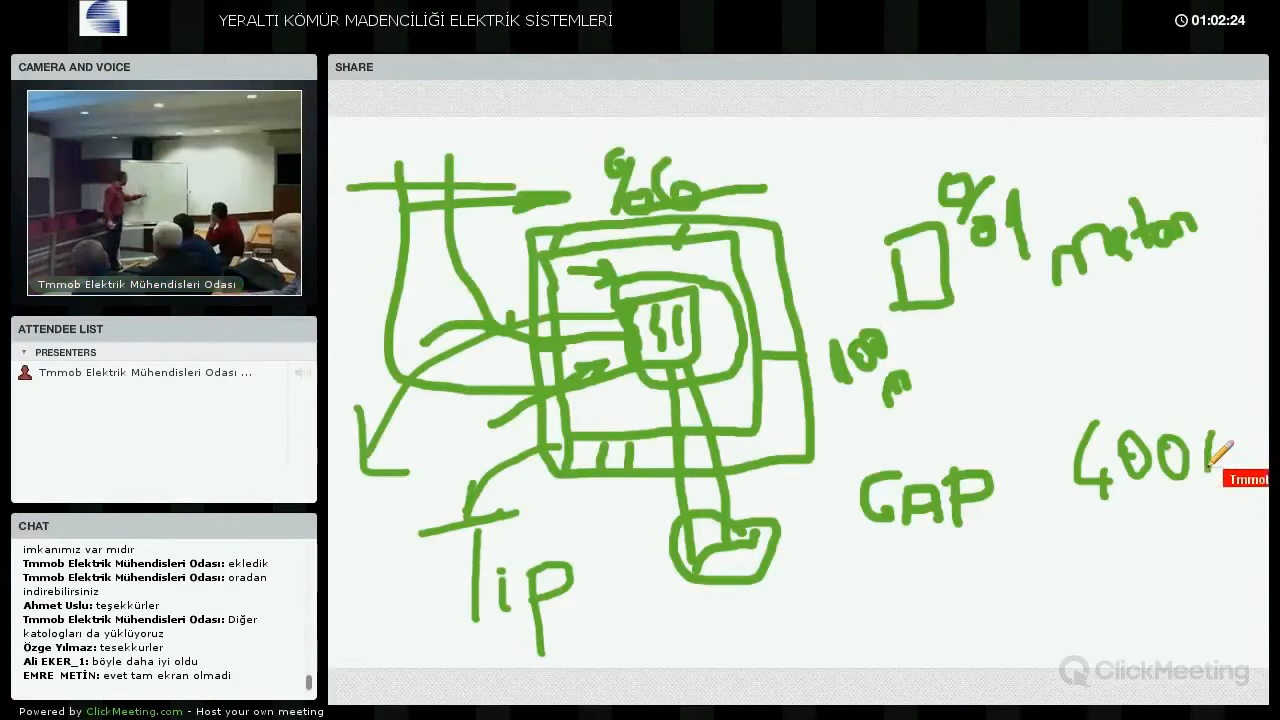 YERALTI KÖMÜR MADENCİLİĞİ ELEKTRİK SİSTEMLERİ
01:02:24
CAMERA AND VOICE
Tmmob Elektrik Mühendisleri Odası
ATTENDEE LIST
PRESENTERS
Tmmob Elektrik Mühendisleri Odası ...
CHAT
imkanımız var mıdır
Tmmob Elektrik Mühendisleri Odası: ekledik
Tmmob Elektrik Mühendisleri Odası: oradan
indirebilirsiniz
Ahmet Uslu: teşekkürler
Tmmob Elektrik Mühendisleri Odası: Diğer
katologları da yüklüyoruz
Özge Yılmaz: tesekkurler
Ali EKER_1: böyle daha iyi oldu
EMRE METİN: evet tam ekran olmadi
Powered by ClickMeeting.com - Host your own meeting
SHARE
%60
%1
metan
100
m
GAP
400
Tmmob
Tip
ClickMeeting